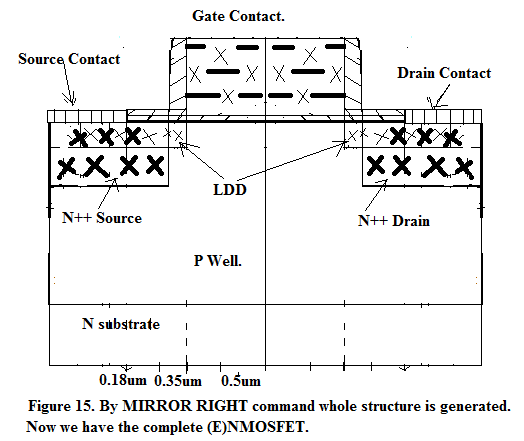 Gate Contact.
Source Contact
Drain Contact
LDD
N++ Source
N++ Drain
P Well.
N substrate
0.18um 0.35um 0.5um
Figure 15. By MIRROR RIGHT command whole structure is generated.
Now we have the complete (E)NMOSFET.